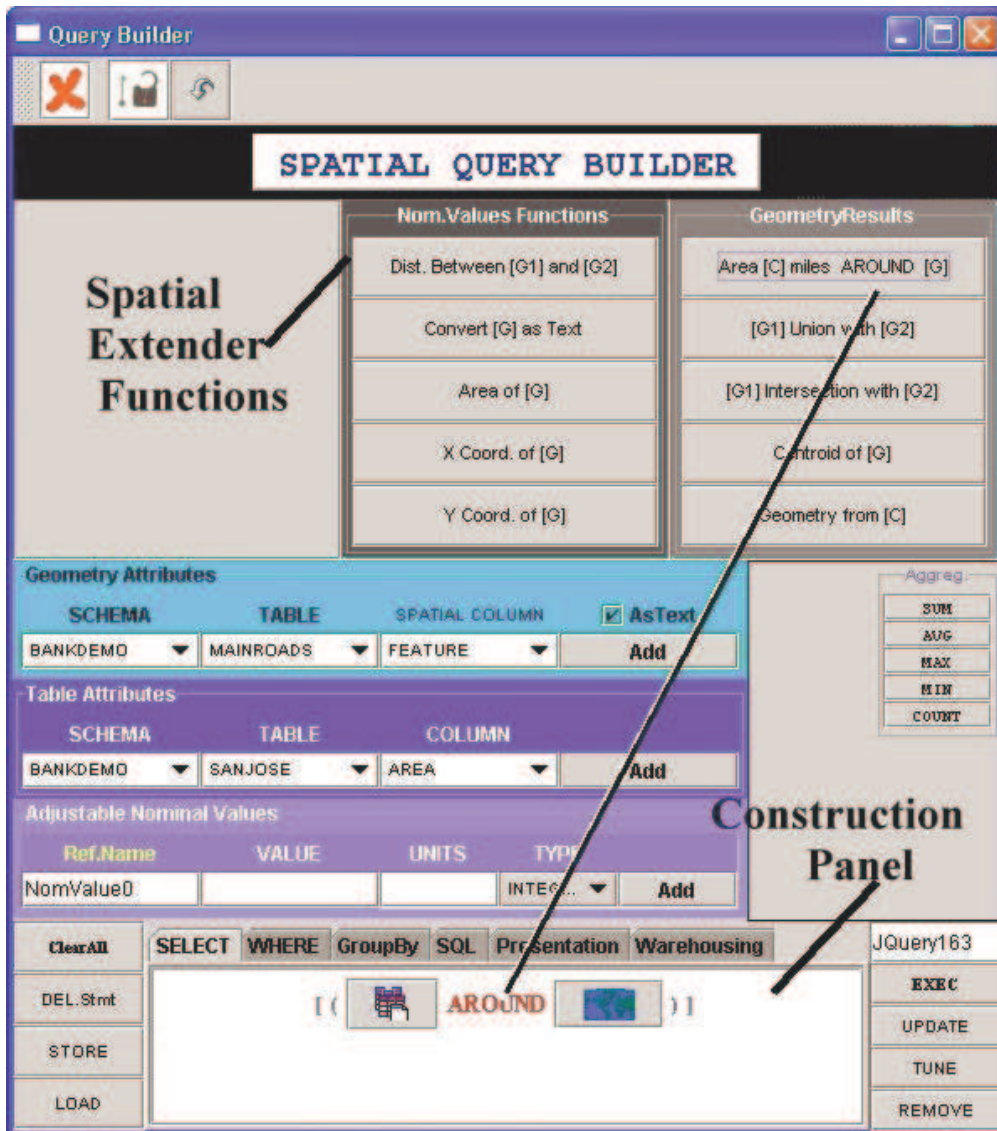 Query Builder
SPATIAL QUERY BUILDER
Spatial
Extender
Functions
Nom.Values Functions
Dist. Between [G1] and [G2]
Convert [G] as Text
Area of [G]
X Coord. of [G]
Y Coord. of [G]
GeometryResults
Area [C] miles AROUND [G]
[G1] Union with [G2]
[G1] Intersection with [G2]
Centroid of [G]
Geometry from [C]
Geometry Attributes
SCHEMA TABLE SPATIAL COLUMN AsText
BANKDEMO MAINROADS FEATURE Add
Table Attributes
SCHEMA TABLE COLUMN
BANKDEMO SANJOSE AREA Add
Adjustable Nominal Values
Ref.Name VALUE UNITS TYPE
NomValue0 INTEG... Add
Aggreg.
SUM
AVG
MAX
MIN
COUNT
Construction
Panel
ClearAll
DEL.Stmt
STORE
LOAD
SELECT WHERE GroupBy SQL Presentation Warehousing
[ ( AROUND ) ]
JQuery163
EXEC
UPDATE
TUNE
REMOVE